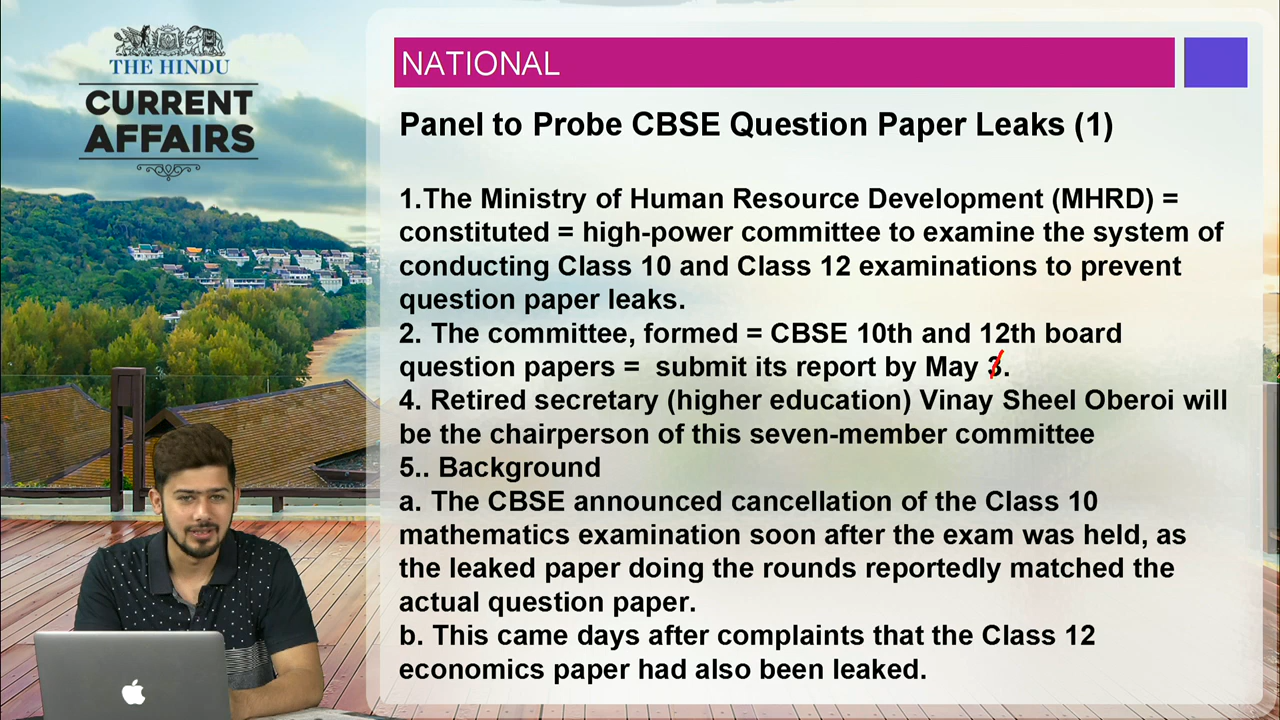 THE HINDU
CURRENT
AFFAIRS
NATIONAL
Panel to Probe CBSE Question Paper Leaks (1)
1.The Ministry of Human Resource Development (MHRD) =
constituted = high-power committee to examine the system of
conducting Class 10 and Class 12 examinations to prevent
question paper leaks.
2. The committee, formed = CBSE 10th and 12th board
question papers = submit its report by May 3.
4. Retired secretary (higher education) Vinay Sheel Oberoi will
be the chairperson of this seven-member committee
5.. Background
a. The CBSE announced cancellation of the Class 10
mathematics examination soon after the exam was held, as
the leaked paper doing the rounds reportedly matched the
actual question paper.
b. This came days after complaints that the Class 12
economics paper had also been leaked.